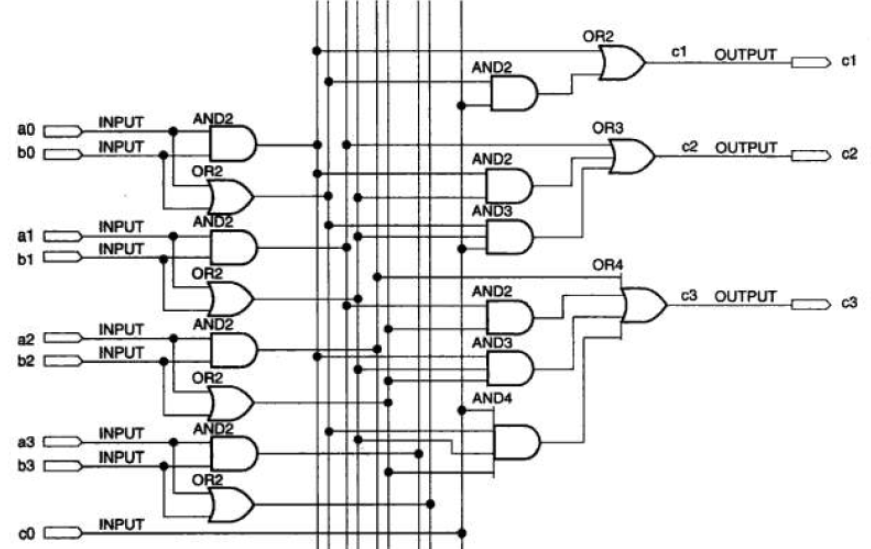 OR2
c1 OUTPUT c1
AND2
INPUT AND2
a0
OR3
INPUT
b0
c2 OUTPUT c2
AND2
OR2
INPUT AND2
a1
AND3
INPUT
b1
OR4
OR2
AND2
c3 OUTPUT c3
INPUT AND2
a2
AND3
INPUT
b2
OR2
AND4
INPUT AND2
a3
INPUT
b3
OR2
INPUT
c0